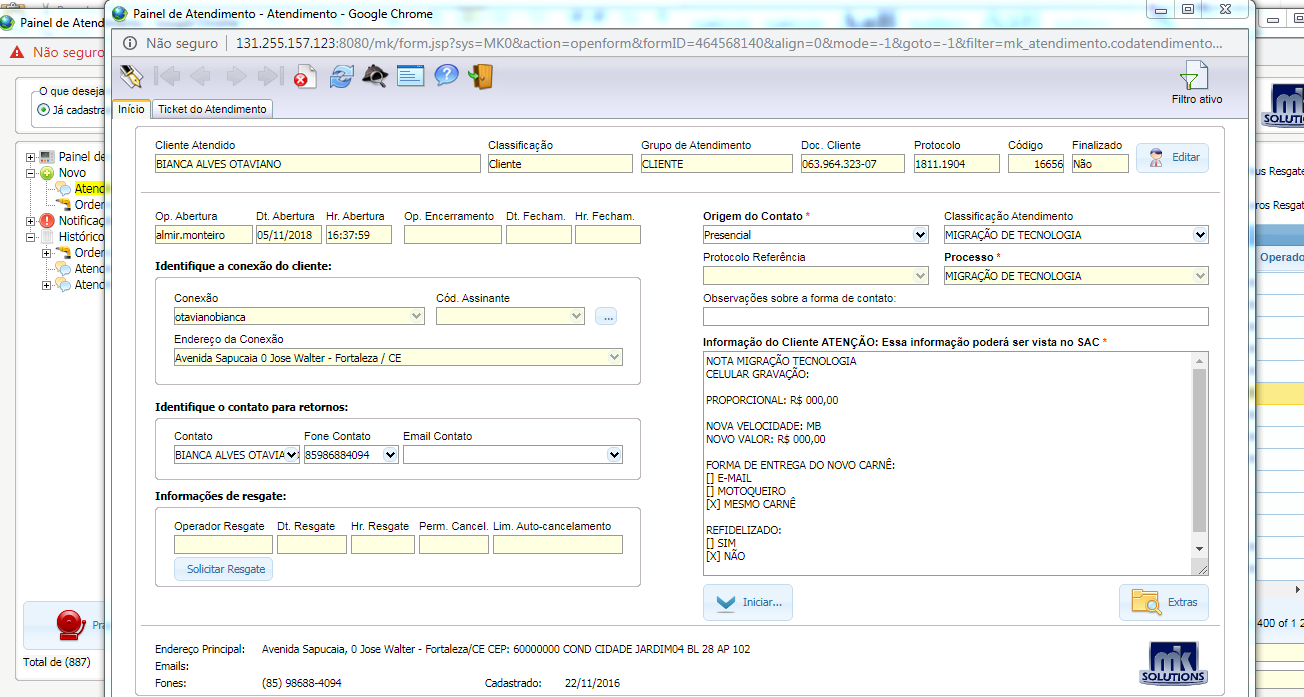 Painel de Atend
Painel de Atendimento - Atendimento - Google Chrome
Não seguro
Não seguro | 131.255.157.123:8080/mk/form.jsp?sys=MK0&action=openform&formID=464568140&align=0&mode=-1&goto=-1&filter=mk_atendimento.codatendimento...
Filtro ativo
O que deseja
Já cadastra
Início
Ticket do Atendimento
Cliente Atendido
Classificação
Grupo de Atendimento
Doc. Cliente
Protocolo
Código
Finalizado
BIANCA ALVES OTAVIANO
Cliente
CLIENTE
063.964.323-07
1811.1904
16656
Não
Editar
Painel de
Novo
Atend
Orden
Notificaç
Histórico
Orden
Atend
Atend
Op. Abertura
Dt. Abertura
Hr. Abertura
Op. Encerramento
Dt. Fecham.
Hr. Fecham.
almir.monteiro
05/11/2018
16:37:59
Origem do Contato *
Classificação Atendimento
Presencial
MIGRAÇÃO DE TECNOLOGIA
Protocolo Referência
Processo *
MIGRAÇÃO DE TECNOLOGIA
Observações sobre a forma de contato:
Identifique a conexão do cliente:
Conexão
Cód. Assinante
otavianobianca
...
Endereço da Conexão
Avenida Sapucaia 0 Jose Walter - Fortaleza / CE
Identifique o contato para retornos:
Contato
Fone Contato
Email Contato
BIANCA ALVES OTAVIA
85986884094
Informações de resgate:
Operador Resgate
Dt. Resgate
Hr. Resgate
Perm. Cancel.
Lim. Auto-cancelamento
Solicitar Resgate
Informação do Cliente ATENÇÃO: Essa informação poderá ser vista no SAC *
NOTA MIGRAÇÃO TECNOLOGIA
CELULAR GRAVAÇÃO:
PROPORCIONAL: R$ 000,00
NOVA VELOCIDADE: MB
NOVO VALOR: R$ 000,00
FORMA DE ENTREGA DO NOVO CARNÊ:
[] E-MAIL
[] MOTOQUEIRO
[X] MESMO CARNÊ
REFIDELIZADO:
[] SIM
[X] NÃO
Iniciar...
Extras
Pra
Total de (887)
Endereço Principal: Avenida Sapucaia, 0 Jose Walter - Fortaleza/CE CEP: 60000000 COND CIDADE JARDIM04 BL 28 AP 102
Emails:
Fones: (85) 98688-4094 Cadastrado: 22/11/2016
mk
SOLUTIONS
mk
SOLUTI
us Resgate
ros Resgat
Operado
400 of 1 2